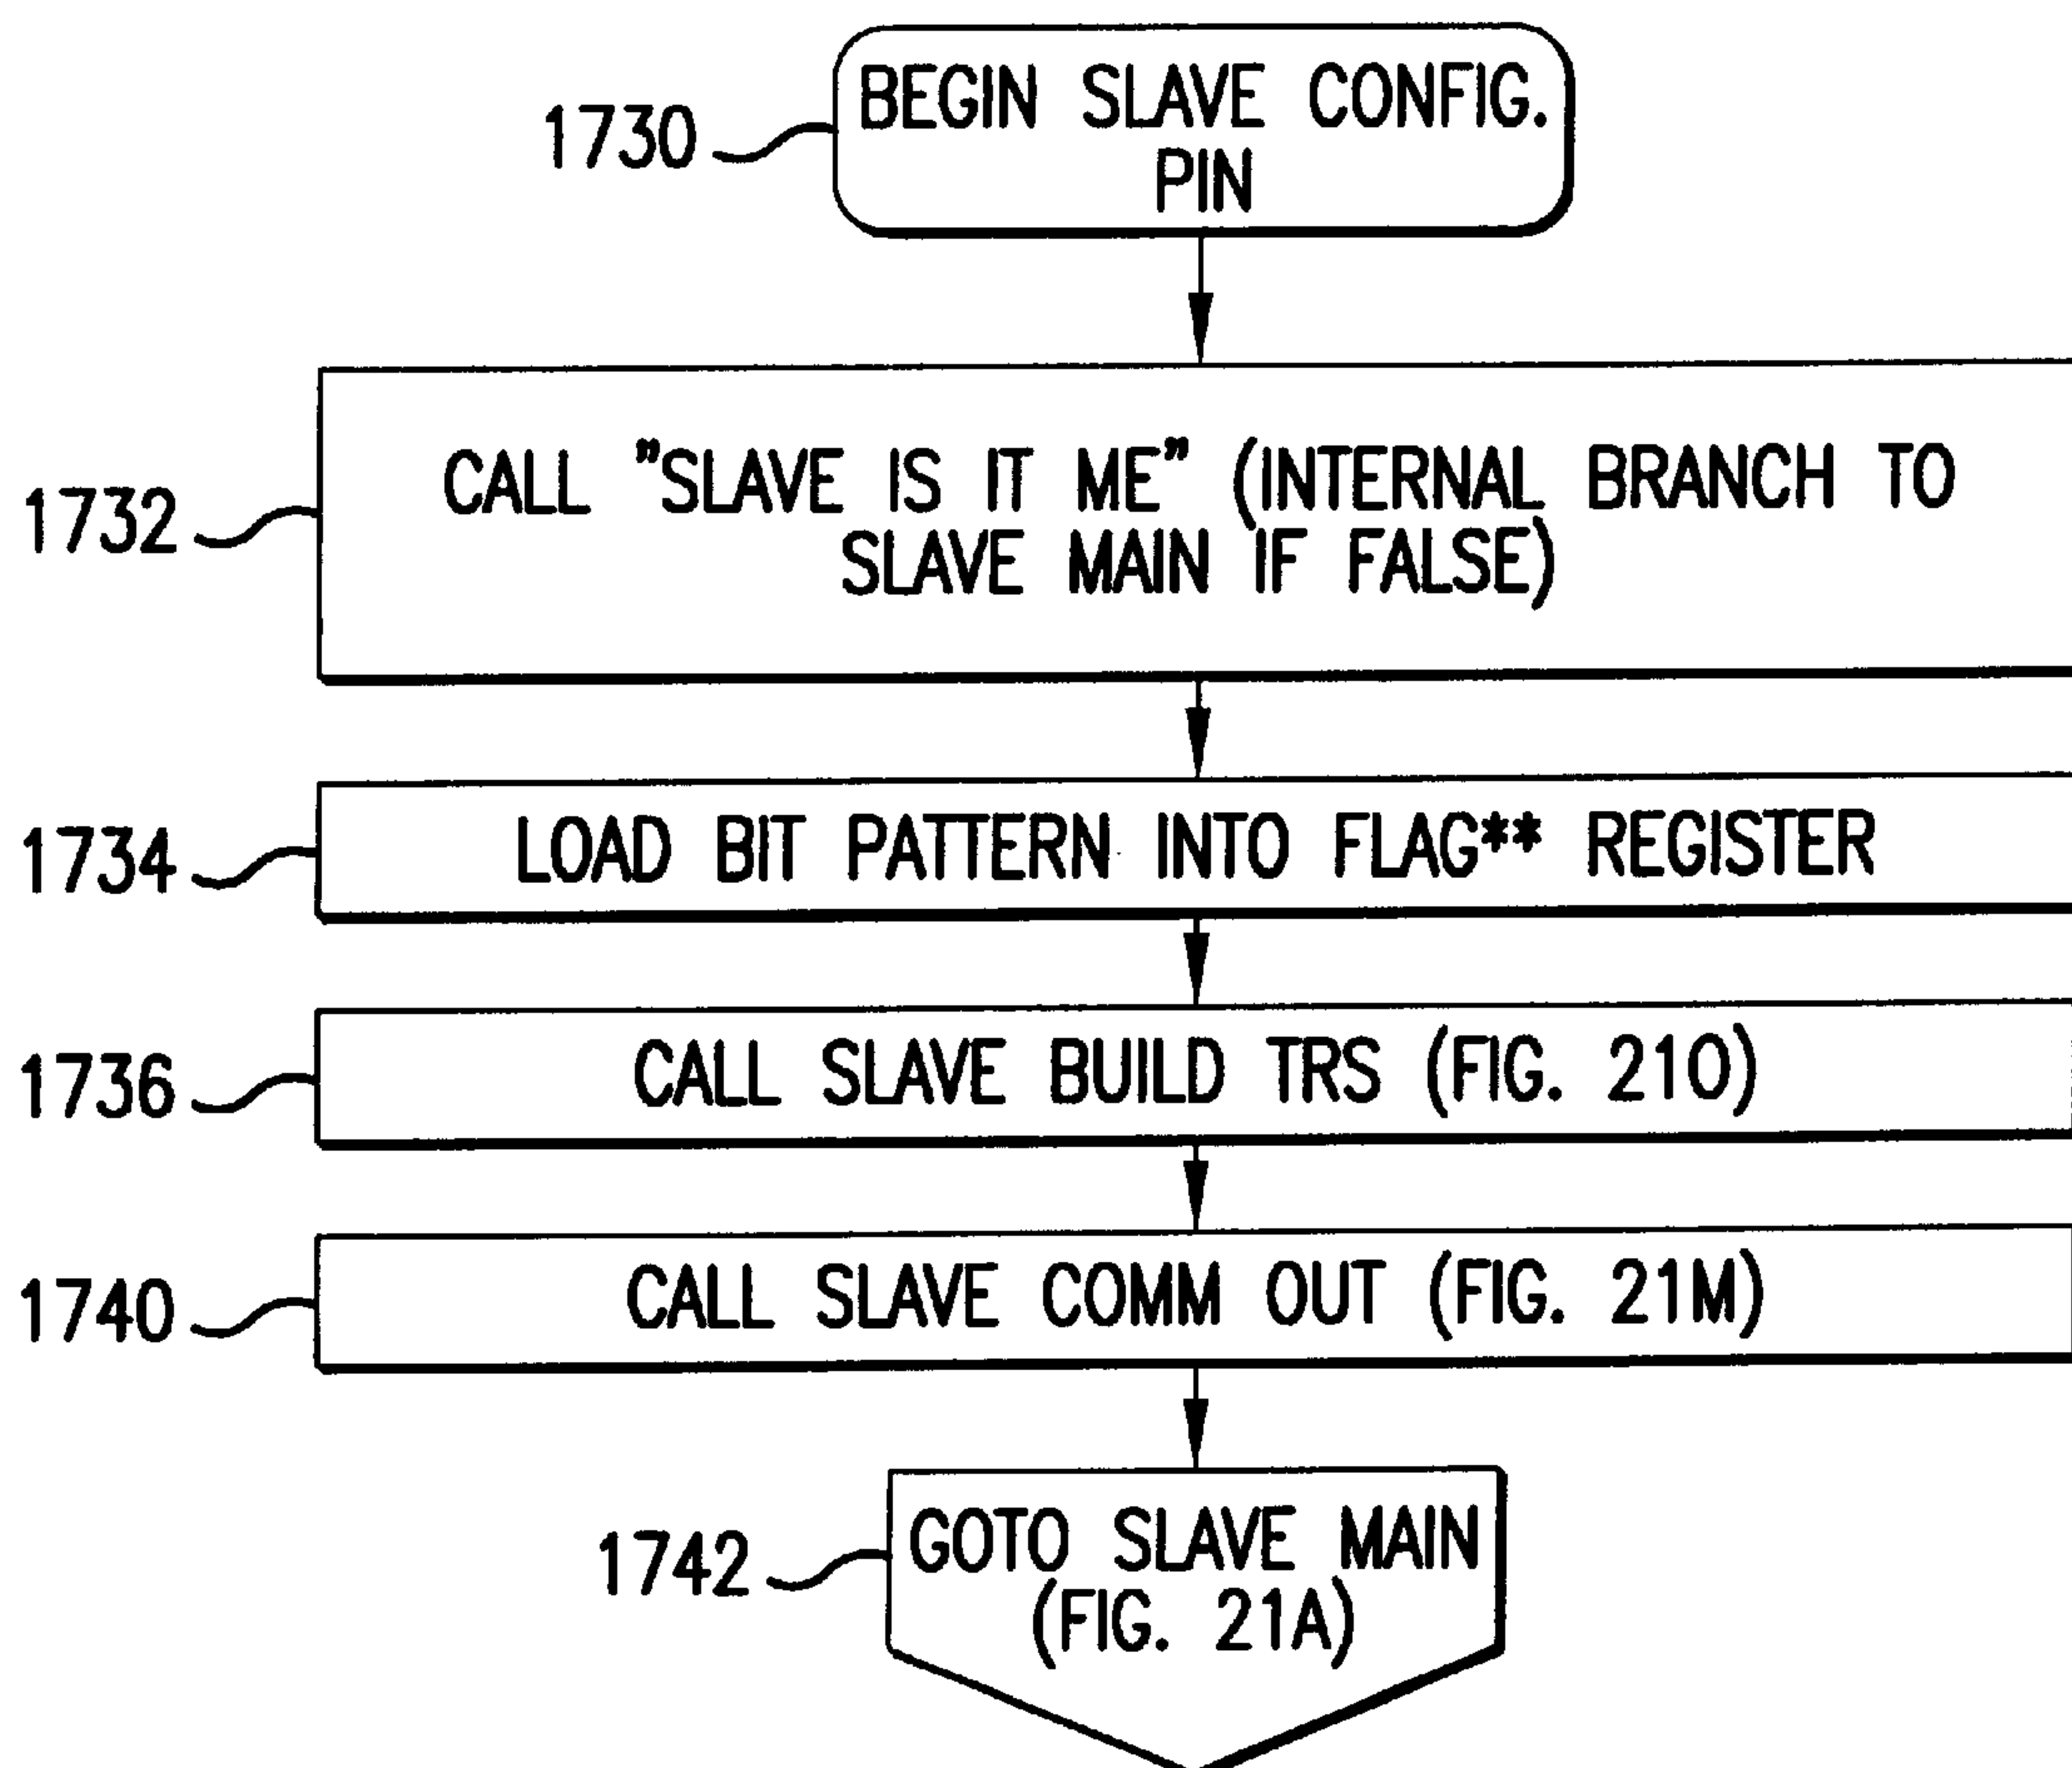 1730
BEGIN SLAVE CONFIG.
PIN
1732
CALL "SLAVE IS IT ME" (INTERNAL BRANCH TO
SLAVE MAIN IF FALSE)
1734
LOAD BIT PATTERN INTO FLAG** REGISTER
1736
CALL SLAVE BUILD TRS (FIG. 21O)
1740
CALL SLAVE COMM OUT (FIG. 21M)
1742
GOTO SLAVE MAIN
(FIG. 21A)